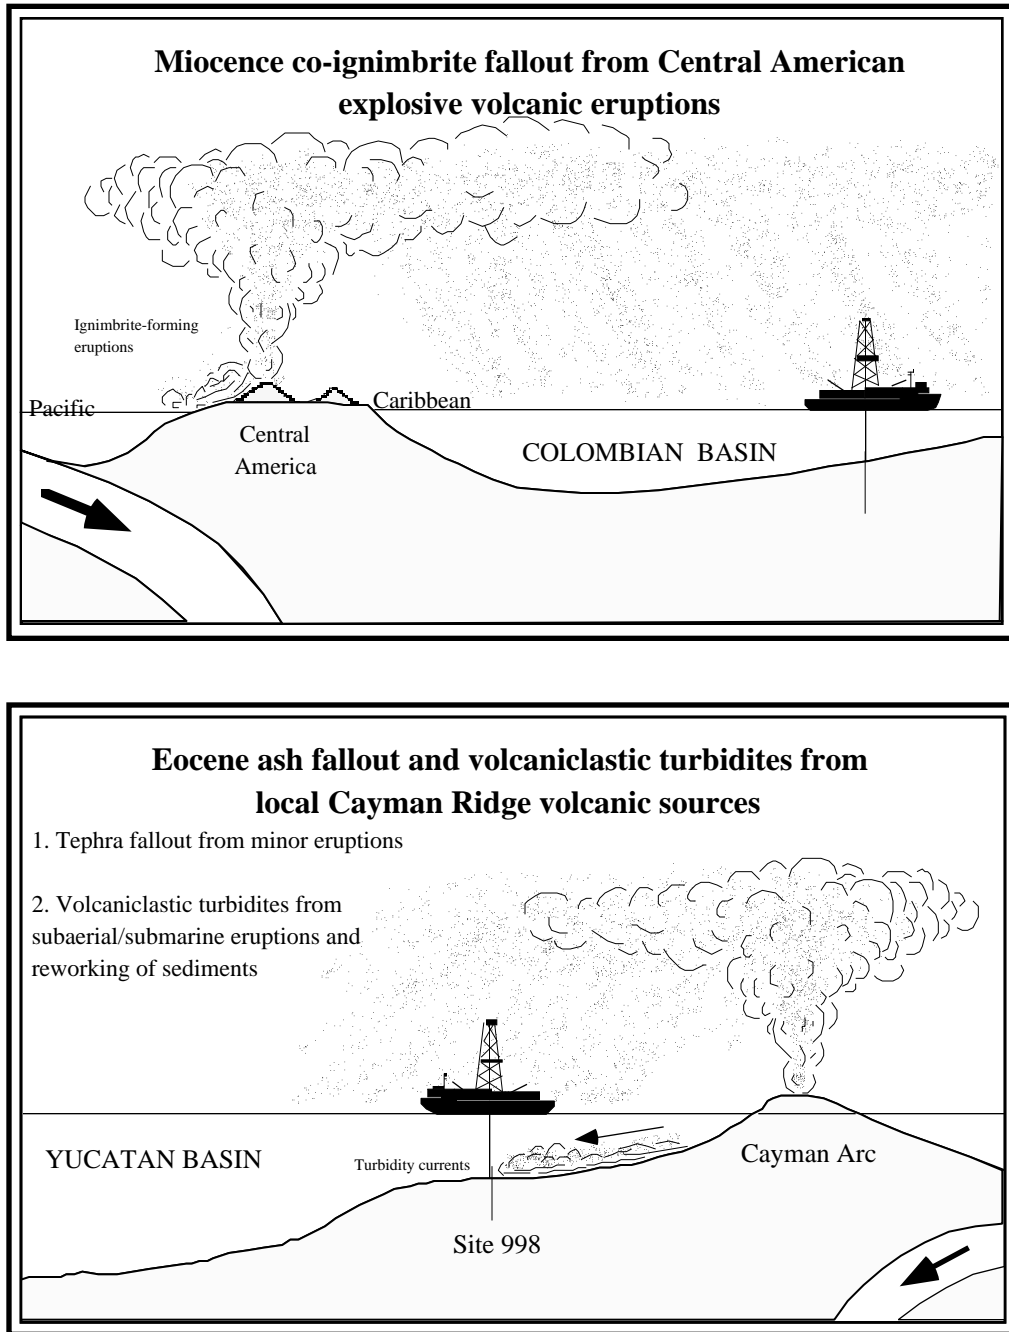 Miocence co-ignimbrite fallout from Central American
explosive volcanic eruptions
Ignimbrite-forming
eruptions
Pacific
Caribbean
Central
America
COLOMBIAN BASIN
Eocene ash fallout and volcaniclastic turbidites from
local Cayman Ridge volcanic sources
1. Tephra fallout from minor eruptions
2. Volcaniclastic turbidites from
subaerial/submarine eruptions and
reworking of sediments
YUCATAN BASIN
Turbidity currents
Cayman Arc
Site 998